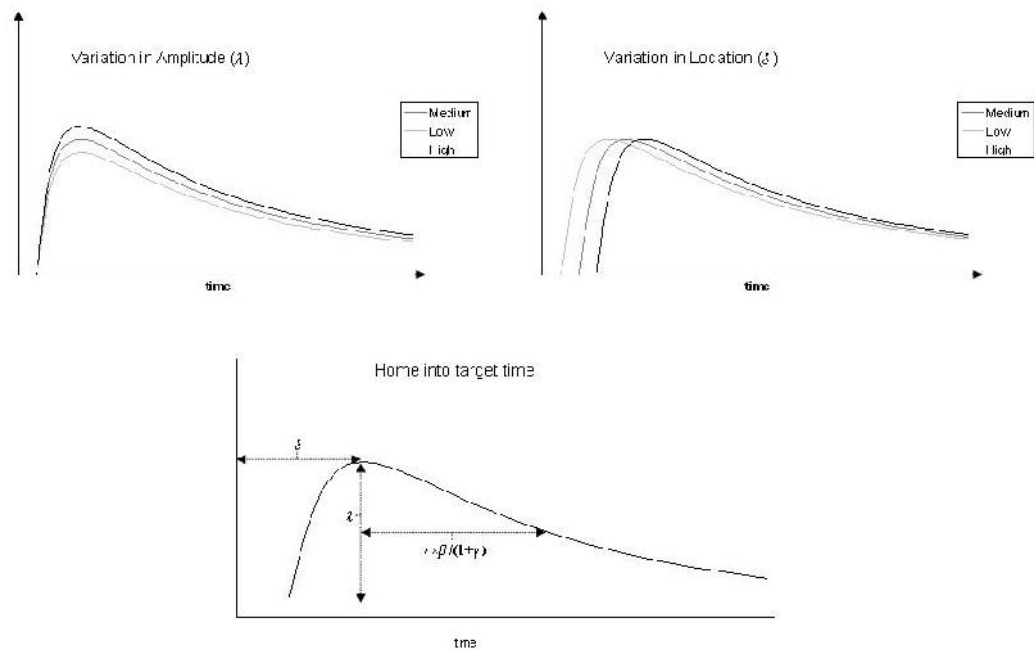 Variation in Amplitude (λ)
Medium
Low
High
time
Variation in Location (δ)
Medium
Low
High
time
Home into target time
δ
λ
β/(1+γ)
time